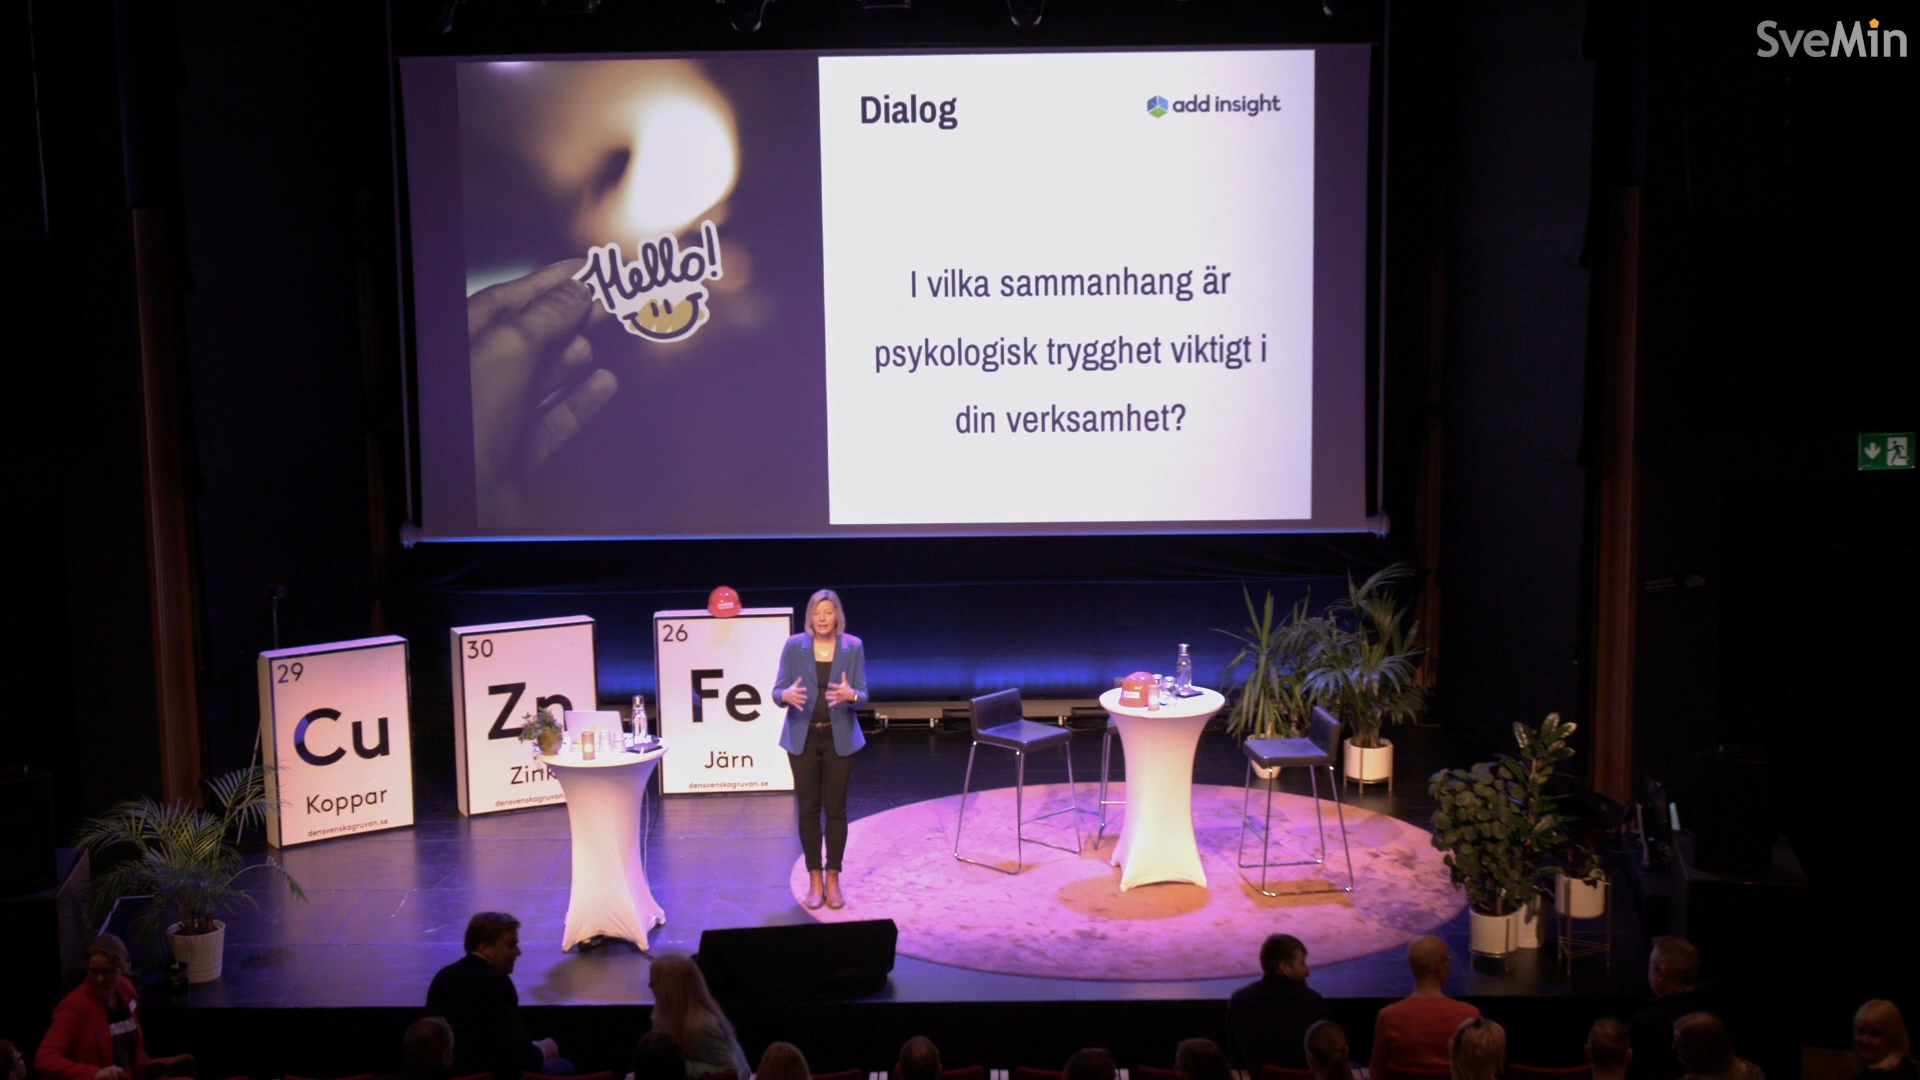 SveMin
Dialog
add insight
Hello!
I vilka sammanhang är
psykologisk trygghet viktigt i
din verksamhet?
29
Cu
Koppar
densvenskagruvan.se
30
Zn
Zink
densvenskagruvan.se
26
Fe
Järn
densvenskagruvan.se